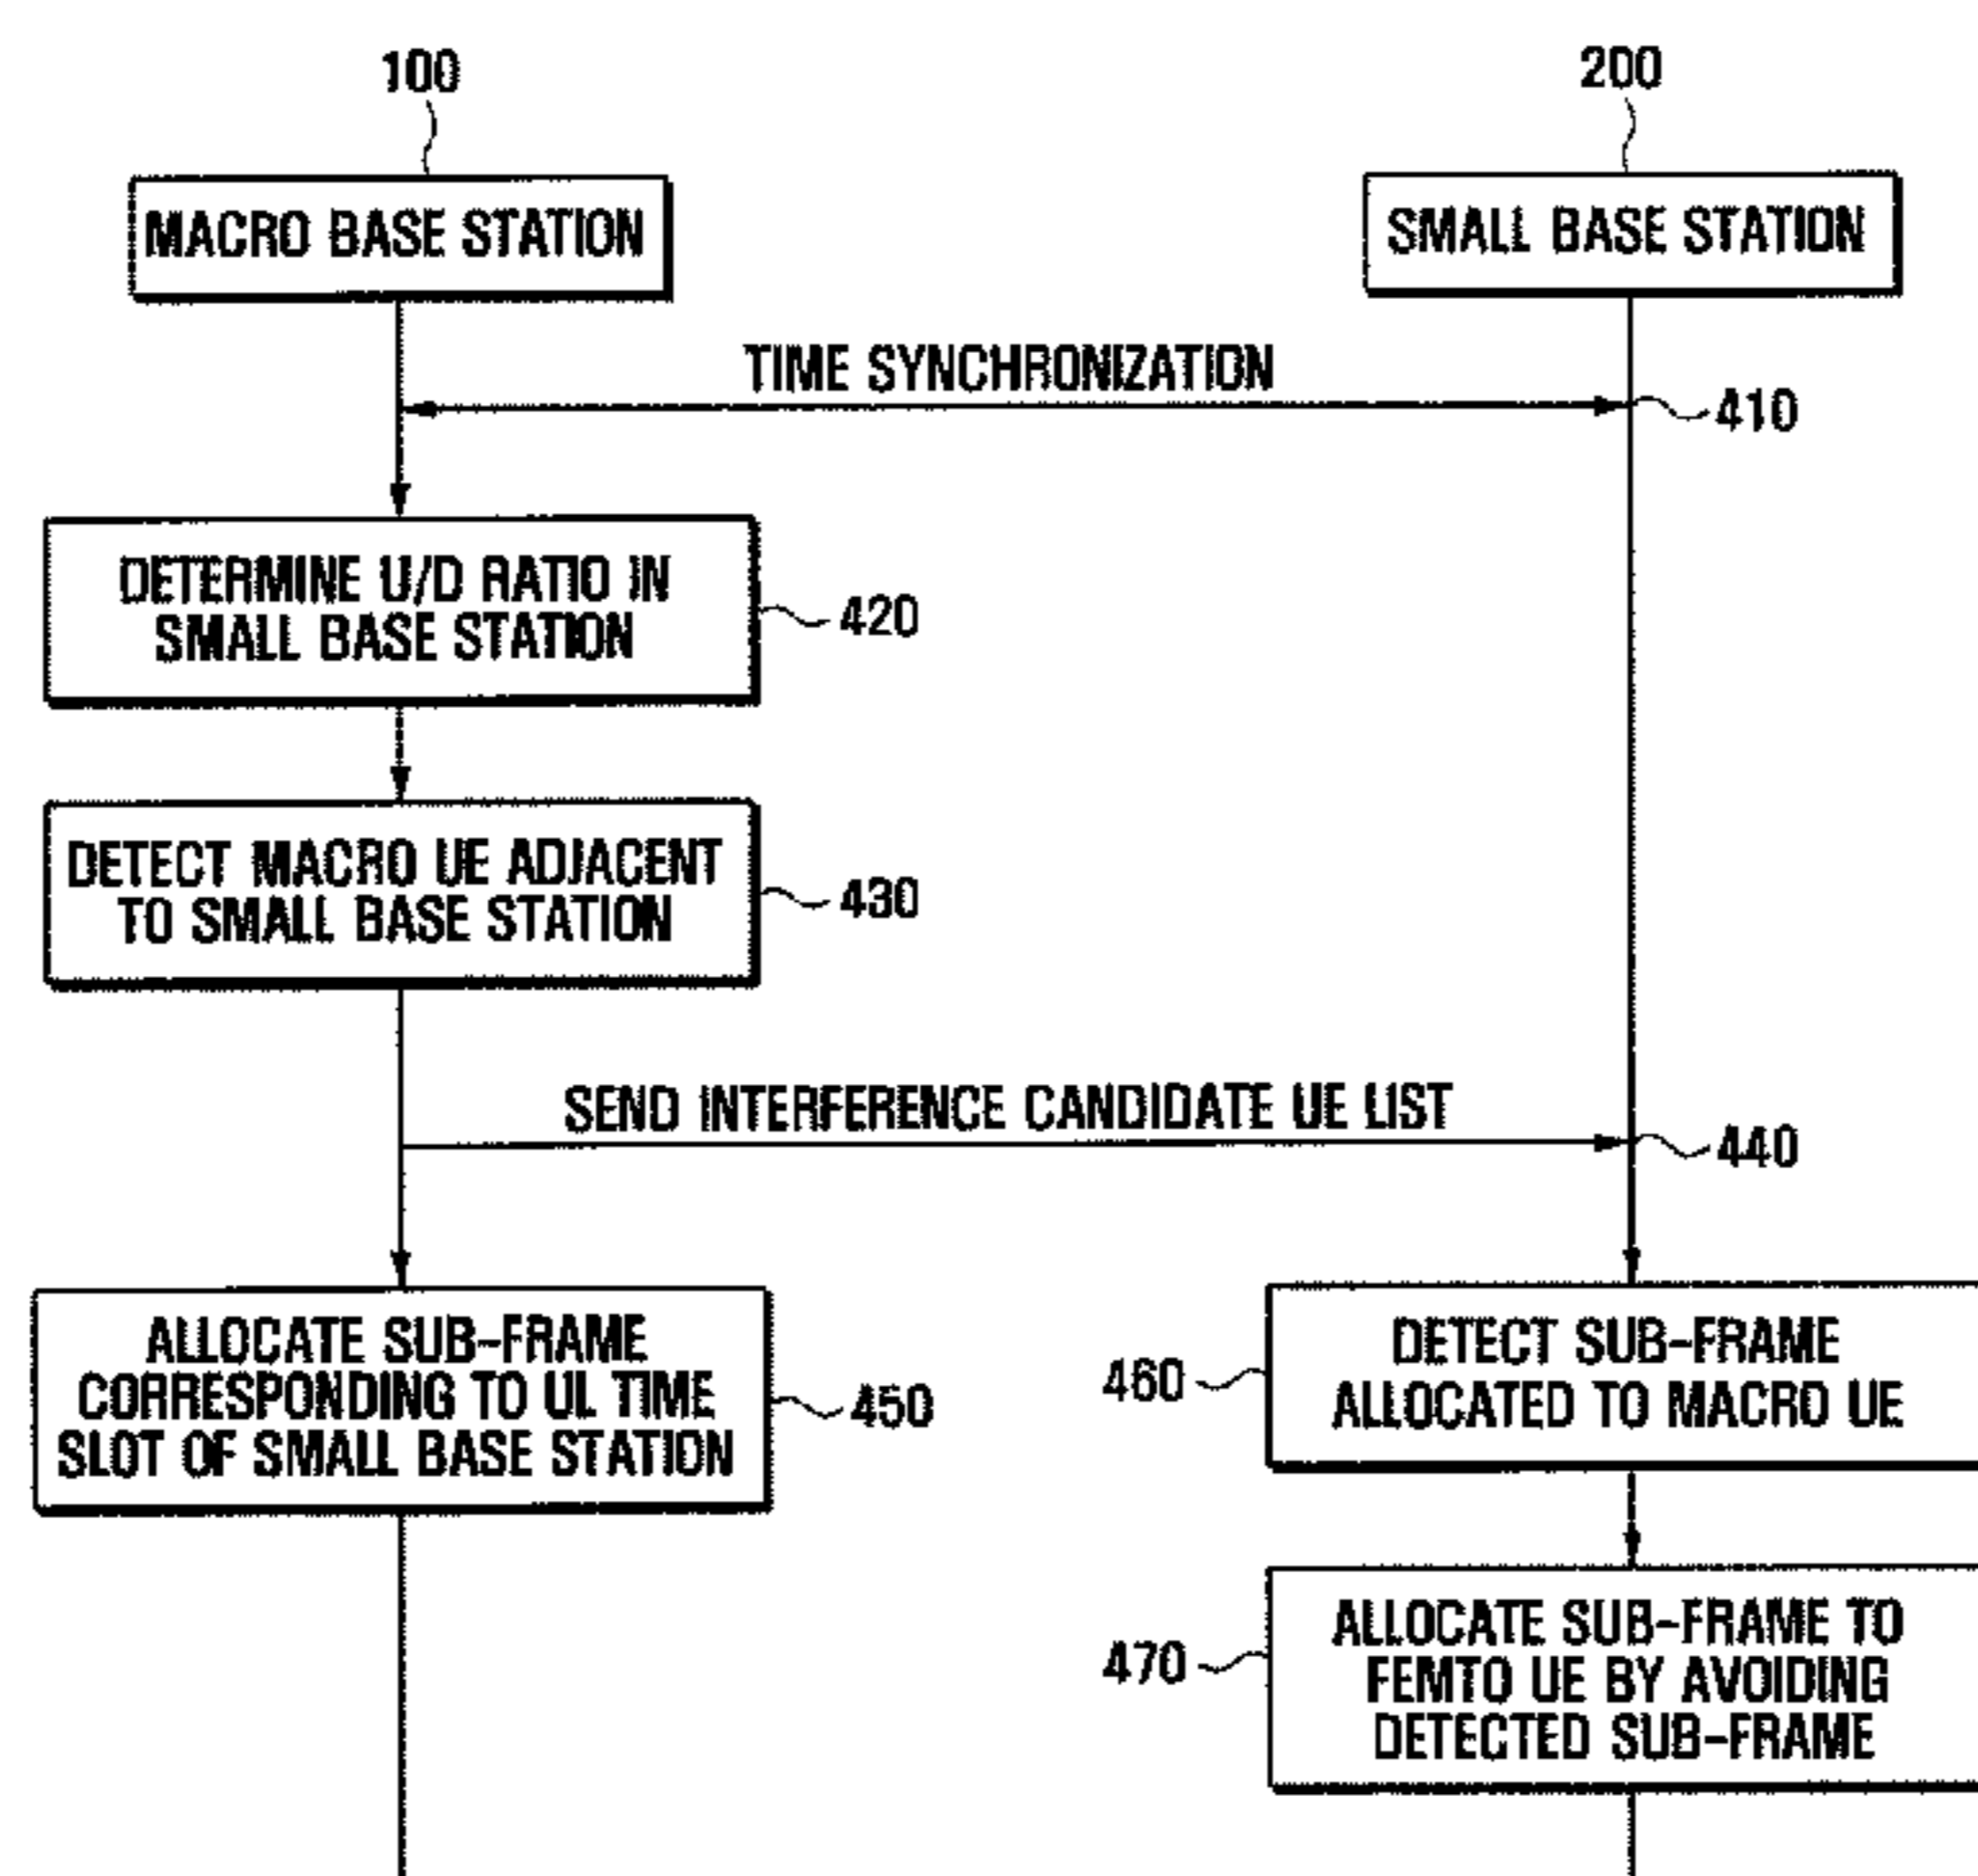 100
200
MACRO BASE STATION
SMALL BASE STATION
TIME SYNCHRONIZATION
410
DETERMINE U/D RATIO IN
SMALL BASE STATION
420
DETECT MACRO UE ADJACENT
TO SMALL BASE STATION
430
SEND INTERFERENCE CANDIDATE UE LIST
440
ALLOCATE SUB-FRAME
CORRESPONDING TO UL TIME
SLOT OF SMALL BASE STATION
450
460
DETECT SUB-FRAME
ALLOCATED TO MACRO UE
470
ALLOCATE SUB-FRAME TO
FEMTO UE BY AVOIDING
DETECTED SUB-FRAME